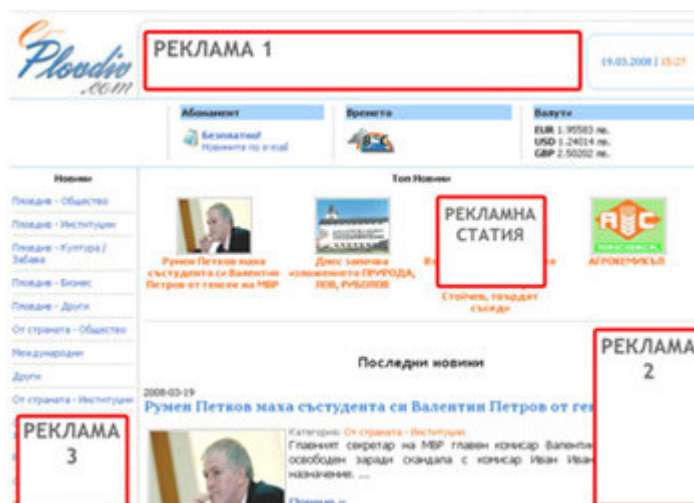 Plovdiv
.com
РЕКЛАМА 1
19.03.2008 | 15:27
Абонамент
Безплатно!
Новините по e-mail
Времето
Валути
EUR 1.95583 лв.
USD 1.24014 лв.
GBP 2.50202 лв.
Новини
Пловдив - Общество
Пловдив - Институции
Пловдив - Култура /
Забава
Пловдив - Бизнес
Пловдив - Други
От страната - Общество
Международни
Други
От страната - Институции
РЕКЛАМА
3
Топ Новини
Румен Петков маха
състудента си Валентин
Петров от генсек на МВР
Днес започва
изложението ПРИРОДА,
ЛОВ, РИБОЛОВ
РЕКЛАМНА
СТАТИЯ
Стойчев, твърдят
съседи
АГРОХЕМИКЪЛ
РЕКЛАМА
2
Последни новини
2008-03-19
Румен Петков маха състудента си Валентин Петров от ген
Категория: От страната - Институции
Главният секретар на МВР главен комисар Валентин
освободен заради скандала с комисар Иван Иван
назначение. ...